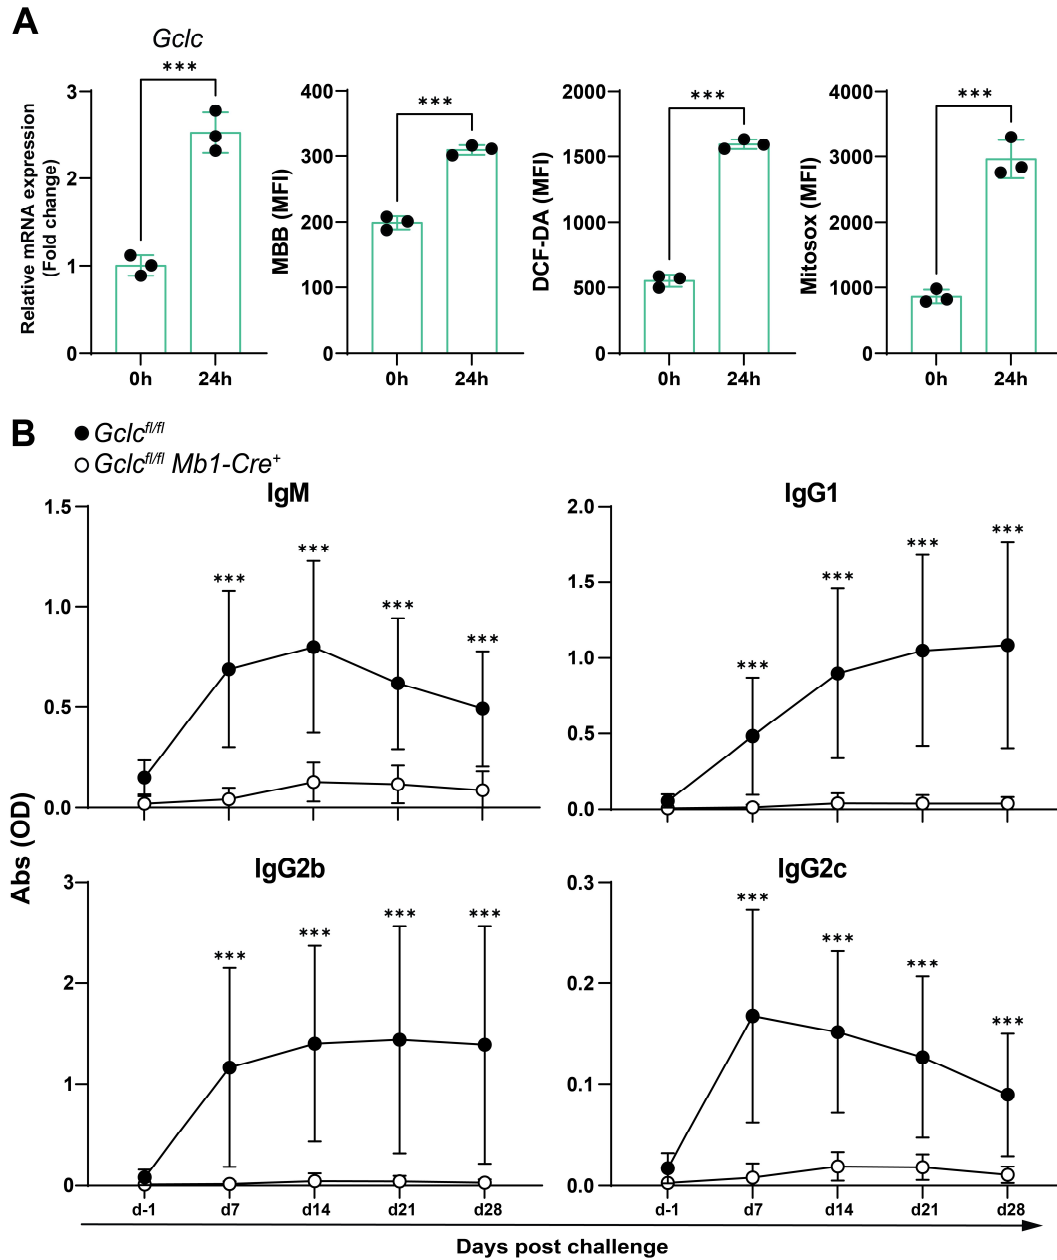 A
Gclc
***
Relative mRNA expression
(Fold change)
3
2
1
0
0h
24h
***
MBB (MFI)
400
300
200
100
0
0h
24h
***
DCF-DA (MFI)
2000
1500
1000
500
0
0h
24h
***
Mitosox (MFI)
4000
3000
2000
1000
0
0h
24h
B
Gclcfl/fl
Gclcfl/fl Mb1-Cre+
Abs (OD)
IgM
1.5
1.0
0.5
0.0
***
***
***
***
IgG1
2.0
1.5
1.0
0.5
0.0
***
***
***
***
IgG2b
3
2
1
0
***
***
***
***
d-1
d7
d14
d21
d28
IgG2c
0.3
0.2
0.1
0.0
***
***
***
***
d-1
d7
d14
d21
d28
Days post challenge